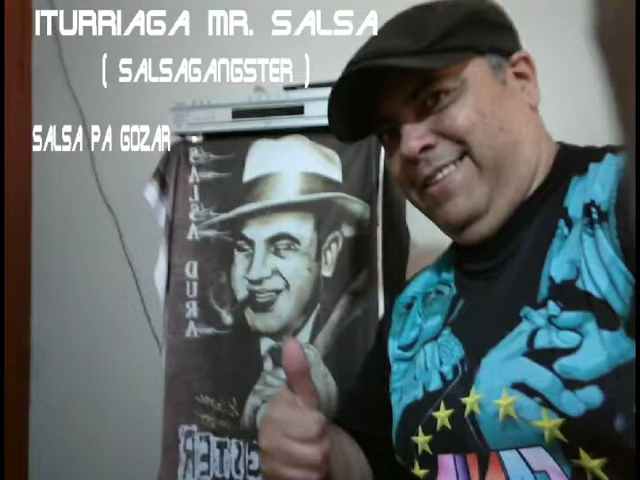 ITURRIAGA MR. SALSA
( SALSAGANGSTER )
SALSA PA GOZAR
SALSA DURA